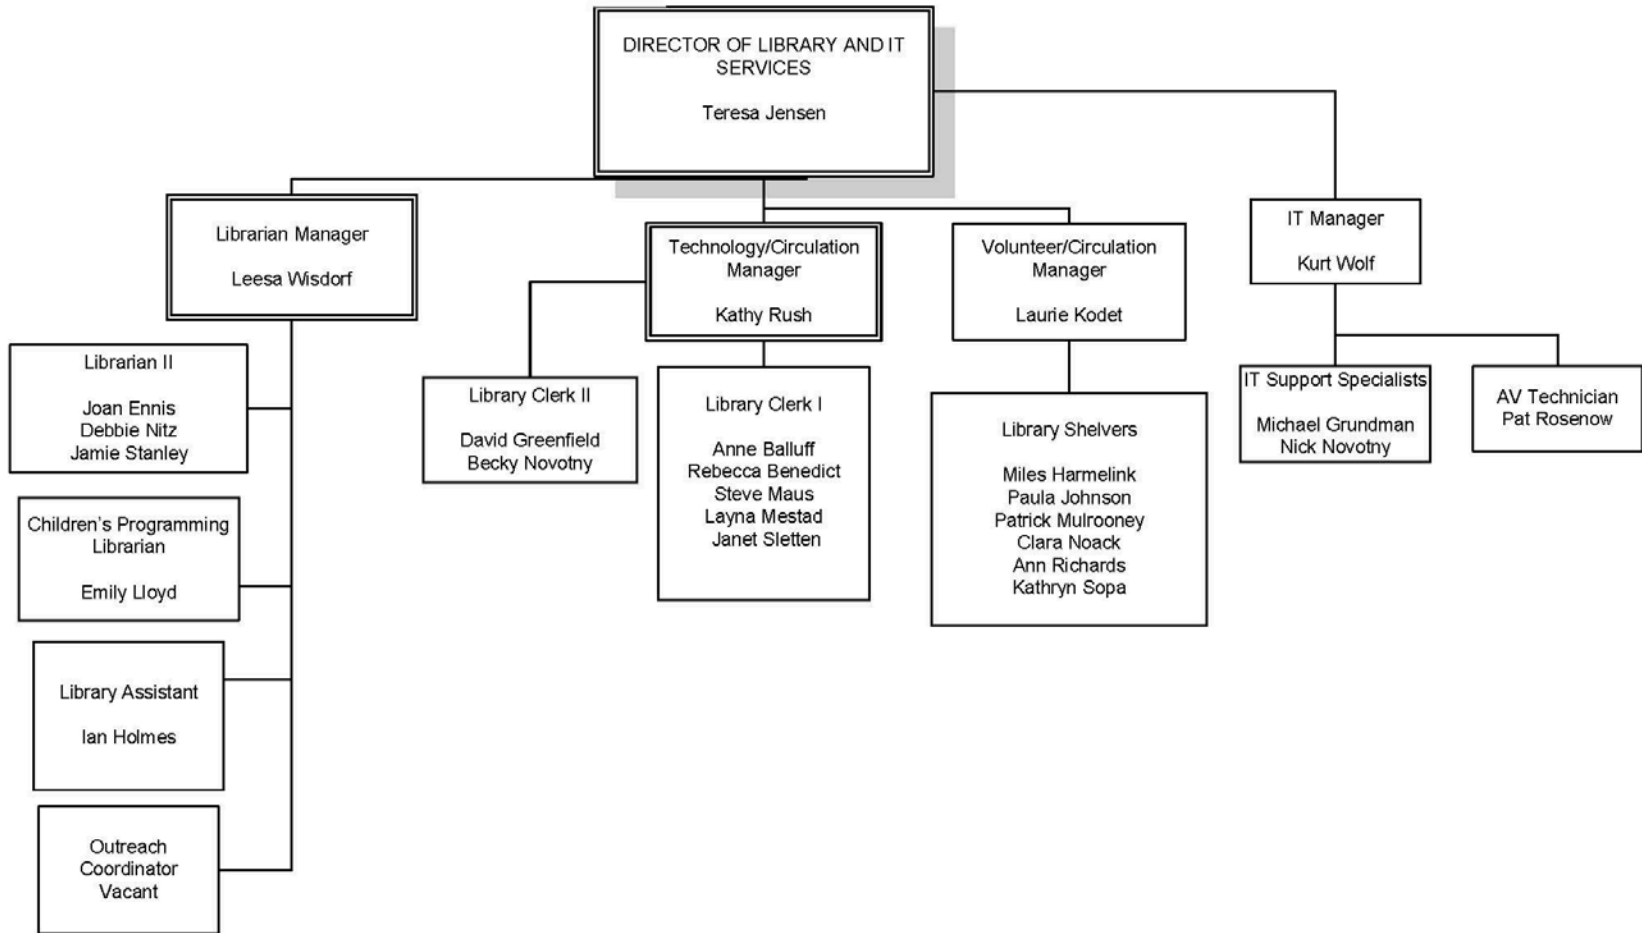 DIRECTOR OF LIBRARY AND IT
SERVICES
Teresa Jensen
Librarian Manager
Leesa Wisdorf
Technology/Circulation
Manager
Kathy Rush
Volunteer/Circulation
Manager
Laurie Kodet
IT Manager
Kurt Wolf
Librarian II
Joan Ennis
Debbie Nitz
Jamie Stanley
Children's Programming
Librarian
Emily Lloyd
Library Assistant
Ian Holmes
Outreach
Coordinator
Vacant
Library Clerk II
David Greenfield
Becky Novotny
Library Clerk I
Anne Balluff
Rebecca Benedict
Steve Maus
Layna Mestad
Janet Sletten
Library Shelvers
Miles Harmelink
Paula Johnson
Patrick Mulrooney
Clara Noack
Ann Richards
Kathryn Sopa
IT Support Specialists
Michael Grundman
Nick Novotny
AV Technician
Pat Rosenow